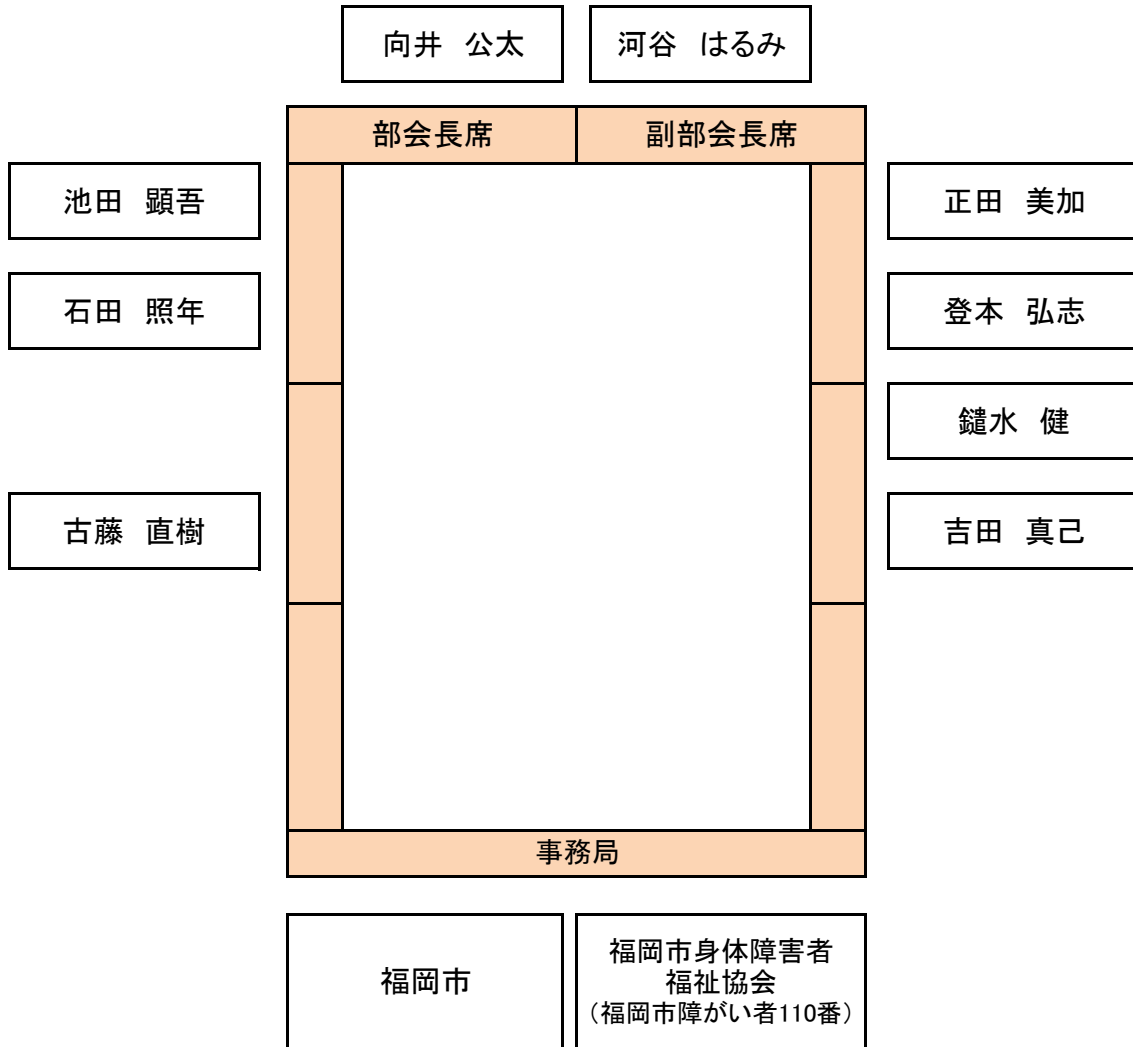 向井　公太
河谷　はるみ
部会長席
副部会長席
池田　顕吾
正田　美加
石田　照年
登本　弘志
鑓水　健
古藤　直樹
吉田　真己
事務局
福岡市
福岡市身体障害者
福祉協会
（福岡市障がい者110番）